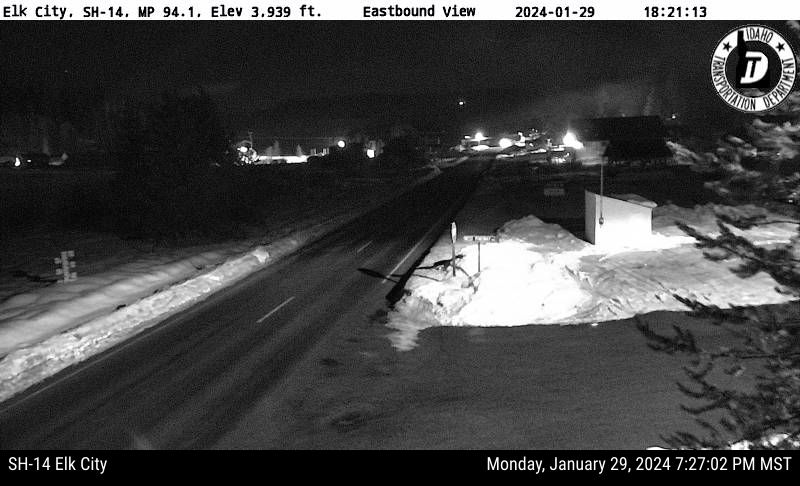 Elk City, SH-14, MP 94.1, Elev 3,939 ft. Eastbound View 2024-01-29 18:21:13
IDAHO
TRANSPORTATION DEPARTMENT
SH-14 Elk City Monday, January 29, 2024 7:27:02 PM MST